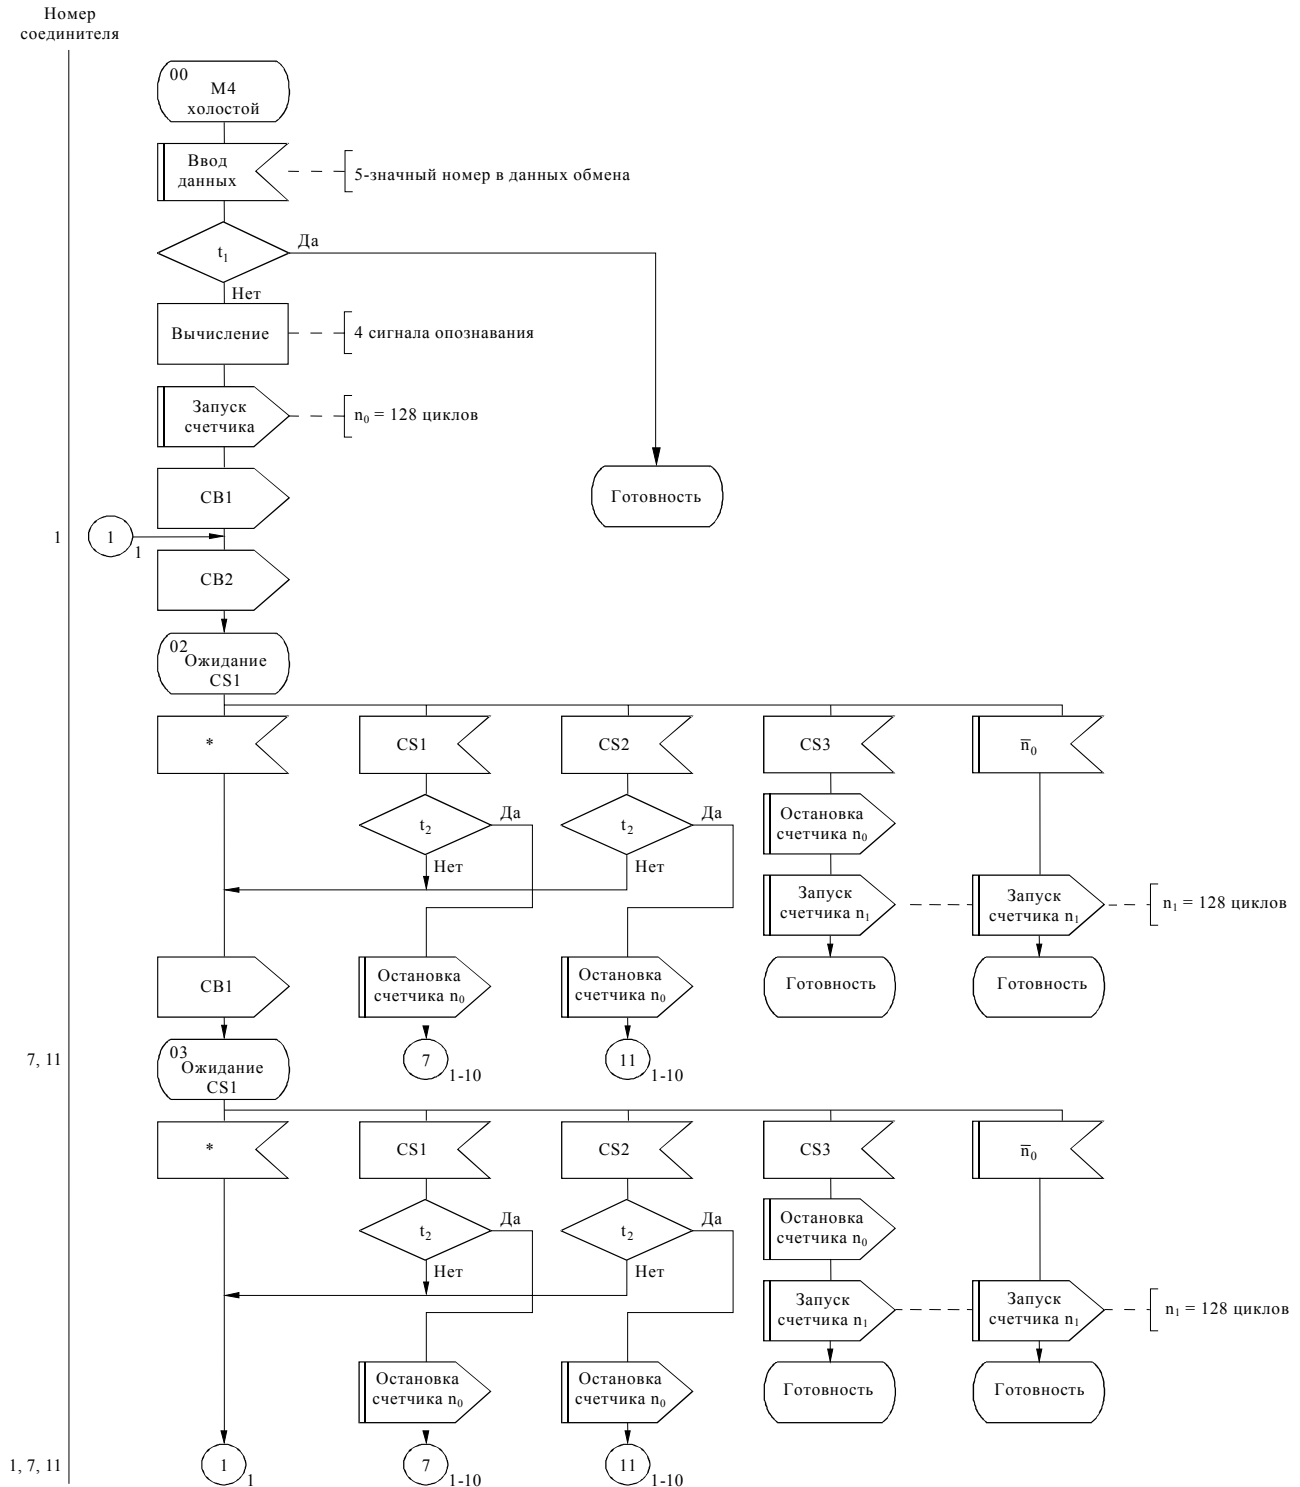 Номер
соединителя
00
М4
холостой
Ввод
данных
5-значный номер в данных обмена
t1
Да
Нет
Вычисление
4 сигнала опознавания
Запуск
счетчика
n0 = 128 циклов
СВ1
Готовность
1
1
1
СВ2
02
Ожидание
CS1
*
CS1
CS2
CS3
n̅0
t2
Да
t2
Да
Остановка
счетчика n0
Нет
Нет
Запуск
счетчика n1
Запуск
счетчика n1
n1 = 128 циклов
СВ1
Остановка
счетчика n0
Остановка
счетчика n0
Готовность
Готовность
7, 11
03
Ожидание
CS1
7
1-10
11
1-10
*
CS1
CS2
CS3
n̅0
t2
Да
t2
Да
Остановка
счетчика n0
Нет
Нет
Запуск
счетчика n1
Запуск
счетчика n1
n1 = 128 циклов
Остановка
счетчика n0
Остановка
счетчика n0
Готовность
Готовность
1, 7, 11
1
1
7
1-10
11
1-10